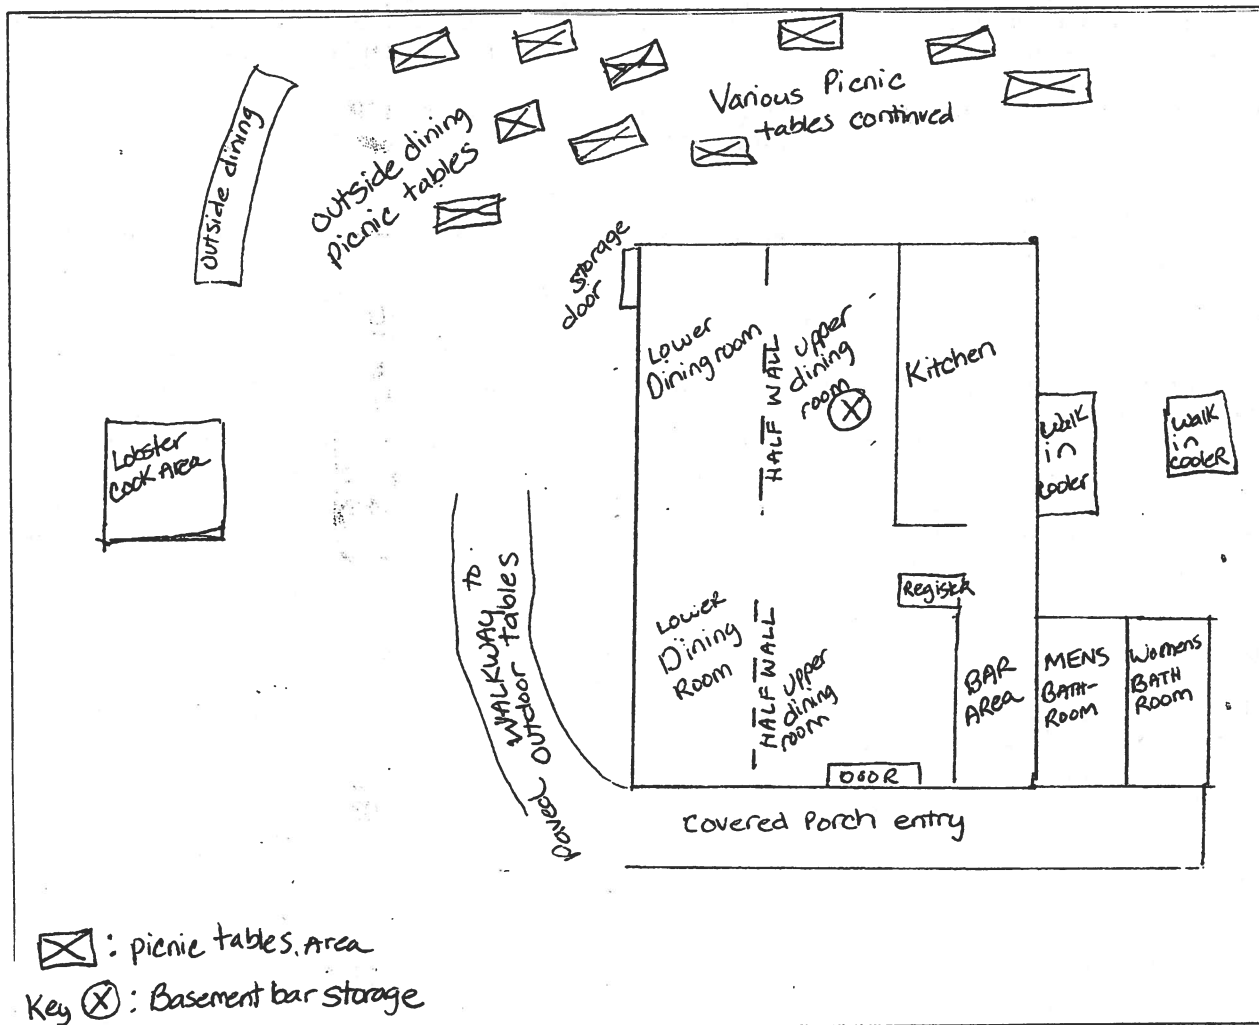 Various Picnic
tables continued
Outside dining
Outside dining
picnic tables
Storage
door
Lower
Dining room
HALF WALL
Upper
dining
room
X
Kitchen
Walk
in
cooler
Walk
in
cooler
Lobster
Cook Area
WALKWAY to
paved outdoor tables
Lower
Dining
Room
HALF WALL
Upper
dining
room
Register
BAR
AREA
MENS
BATH-
ROOM
Womens
BATH
ROOM
DOOR
Covered Porch entry
: picnic tables. Area
Key X : Basement bar storage